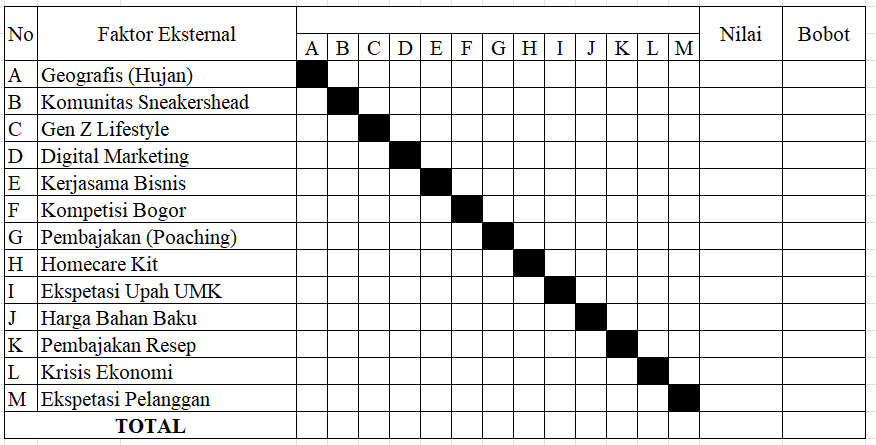 No Faktor Eksternal Nilai Bobot
A B C D E F G H I J K L M
A Geografis (Hujan)
B Komunitas Sneakershead
C Gen Z Lifestyle
D Digital Marketing
E Kerjasama Bisnis
F Kompetisi Bogor
G Pembajakan (Poaching)
H Homecare Kit
I Ekspetasi Upah UMK
J Harga Bahan Baku
K Pembajakan Resep
L Krisis Ekonomi
M Ekspetasi Pelanggan
TOTAL